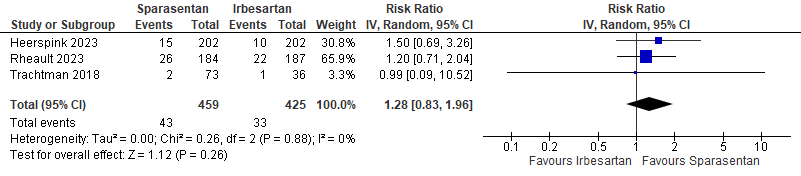 Sparasentan Irbesartan Risk Ratio Risk Ratio
Study or Subgroup Events Total Events Total Weight IV, Random, 95% CI IV, Random, 95% CI
Heerspink 2023 15 202 10 202 30.8% 1.50 [0.69, 3.26]
Rheault 2023 26 184 22 187 65.9% 1.20 [0.71, 2.04]
Trachtman 2018 2 73 1 36 3.3% 0.99 [0.09, 10.52]
Total (95% CI) 459 425 100.0% 1.28 [0.83, 1.96]
Total events 43 33
Heterogeneity: Tau² = 0.00; Chi² = 0.26, df = 2 (P = 0.88); I² = 0%
Test for overall effect: Z = 1.12 (P = 0.26)
0.1 0.2 0.5 1 2 5 10
Favours Irbesartan Favours Sparasentan